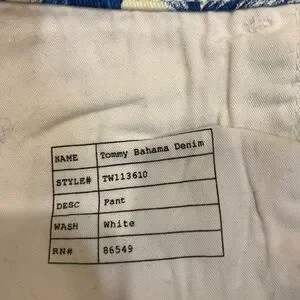 NAME Tommy Bahama Denim
STYLE# TW113610
DESC Pant
WASH White
RN# 86549